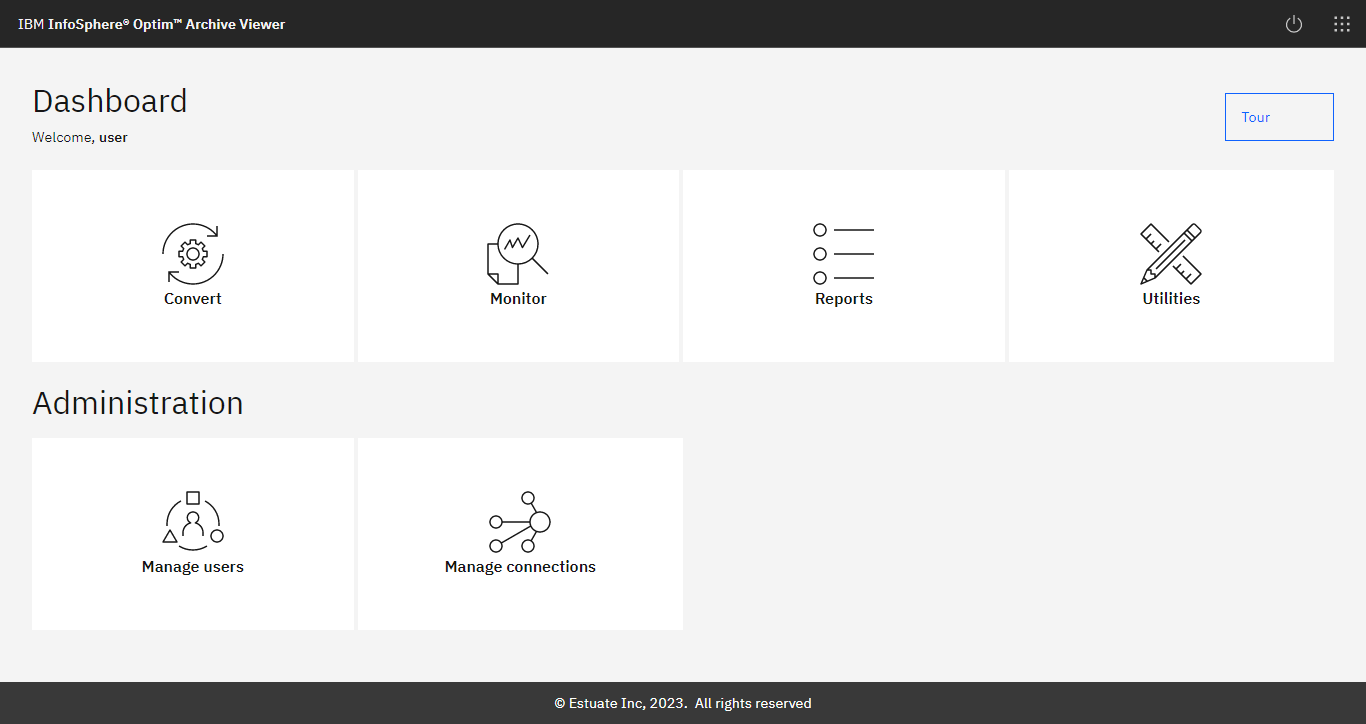 IBM InfoSphere® Optim™ Archive Viewer
Dashboard
Welcome, user
Tour
Convert
Monitor
Reports
Utilities
Administration
Manage users
Manage connections
© Estuate Inc, 2023. All rights reserved